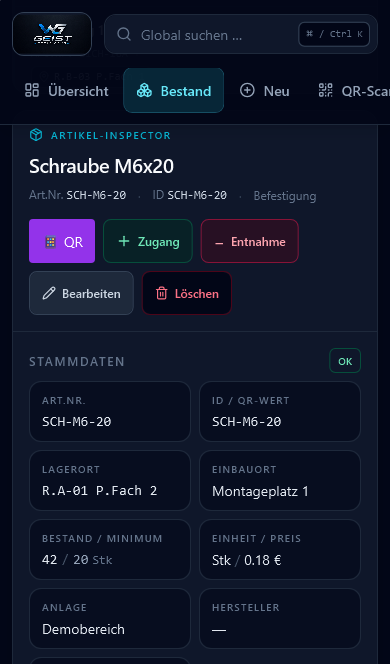 GEIST
Global suchen ...
⌘ / Ctrl K
Übersicht
Bestand
Neu
QR-Scan
ARTIKEL-INSPECTOR
Schraube M6x20
Art.Nr. SCH-M6-20 · ID SCH-M6-20 · Befestigung
QR
+ Zugang
− Entnahme
Bearbeiten
Löschen
STAMMDATEN
OK
ART.NR.
SCH-M6-20
ID / QR-WERT
SCH-M6-20
LAGERORT
R.A-01 P.Fach 2
EINBAUORT
Montageplatz 1
BESTAND / MINIMUM
42 / 20 Stk
EINHEIT / PREIS
Stk / 0.18 €
ANLAGE
Demobereich
HERSTELLER
—